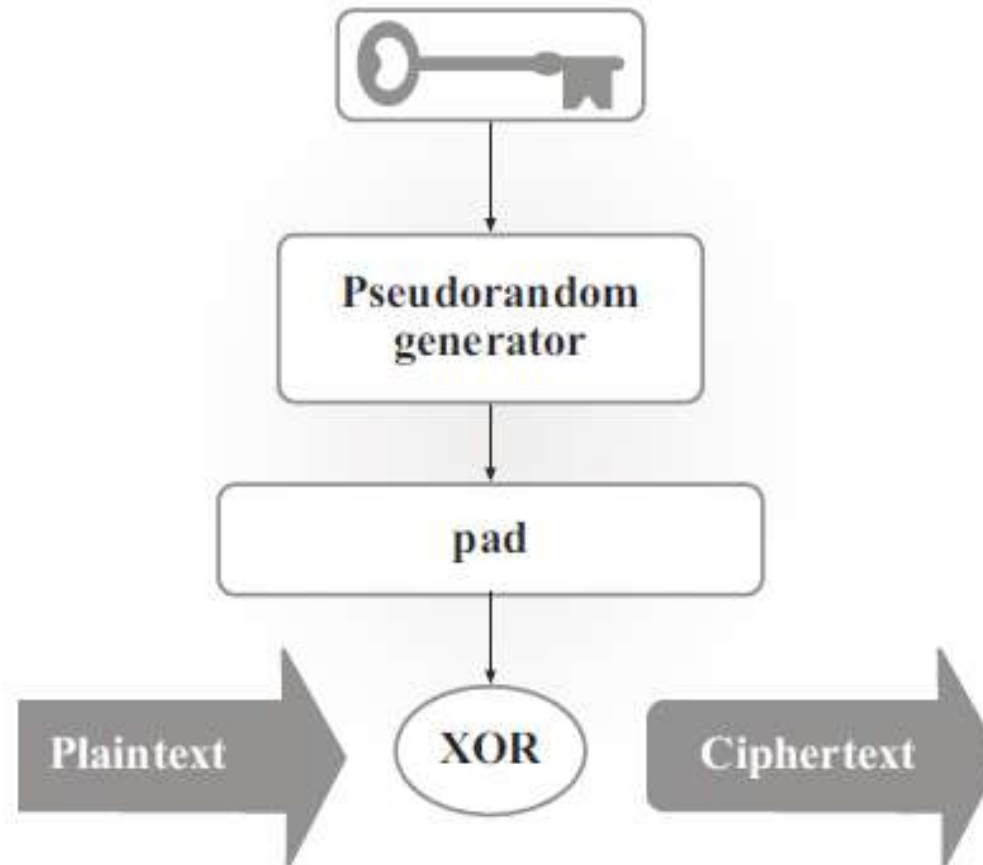 Pseudorandom
generator
pad
Plaintext
XOR
Ciphertext